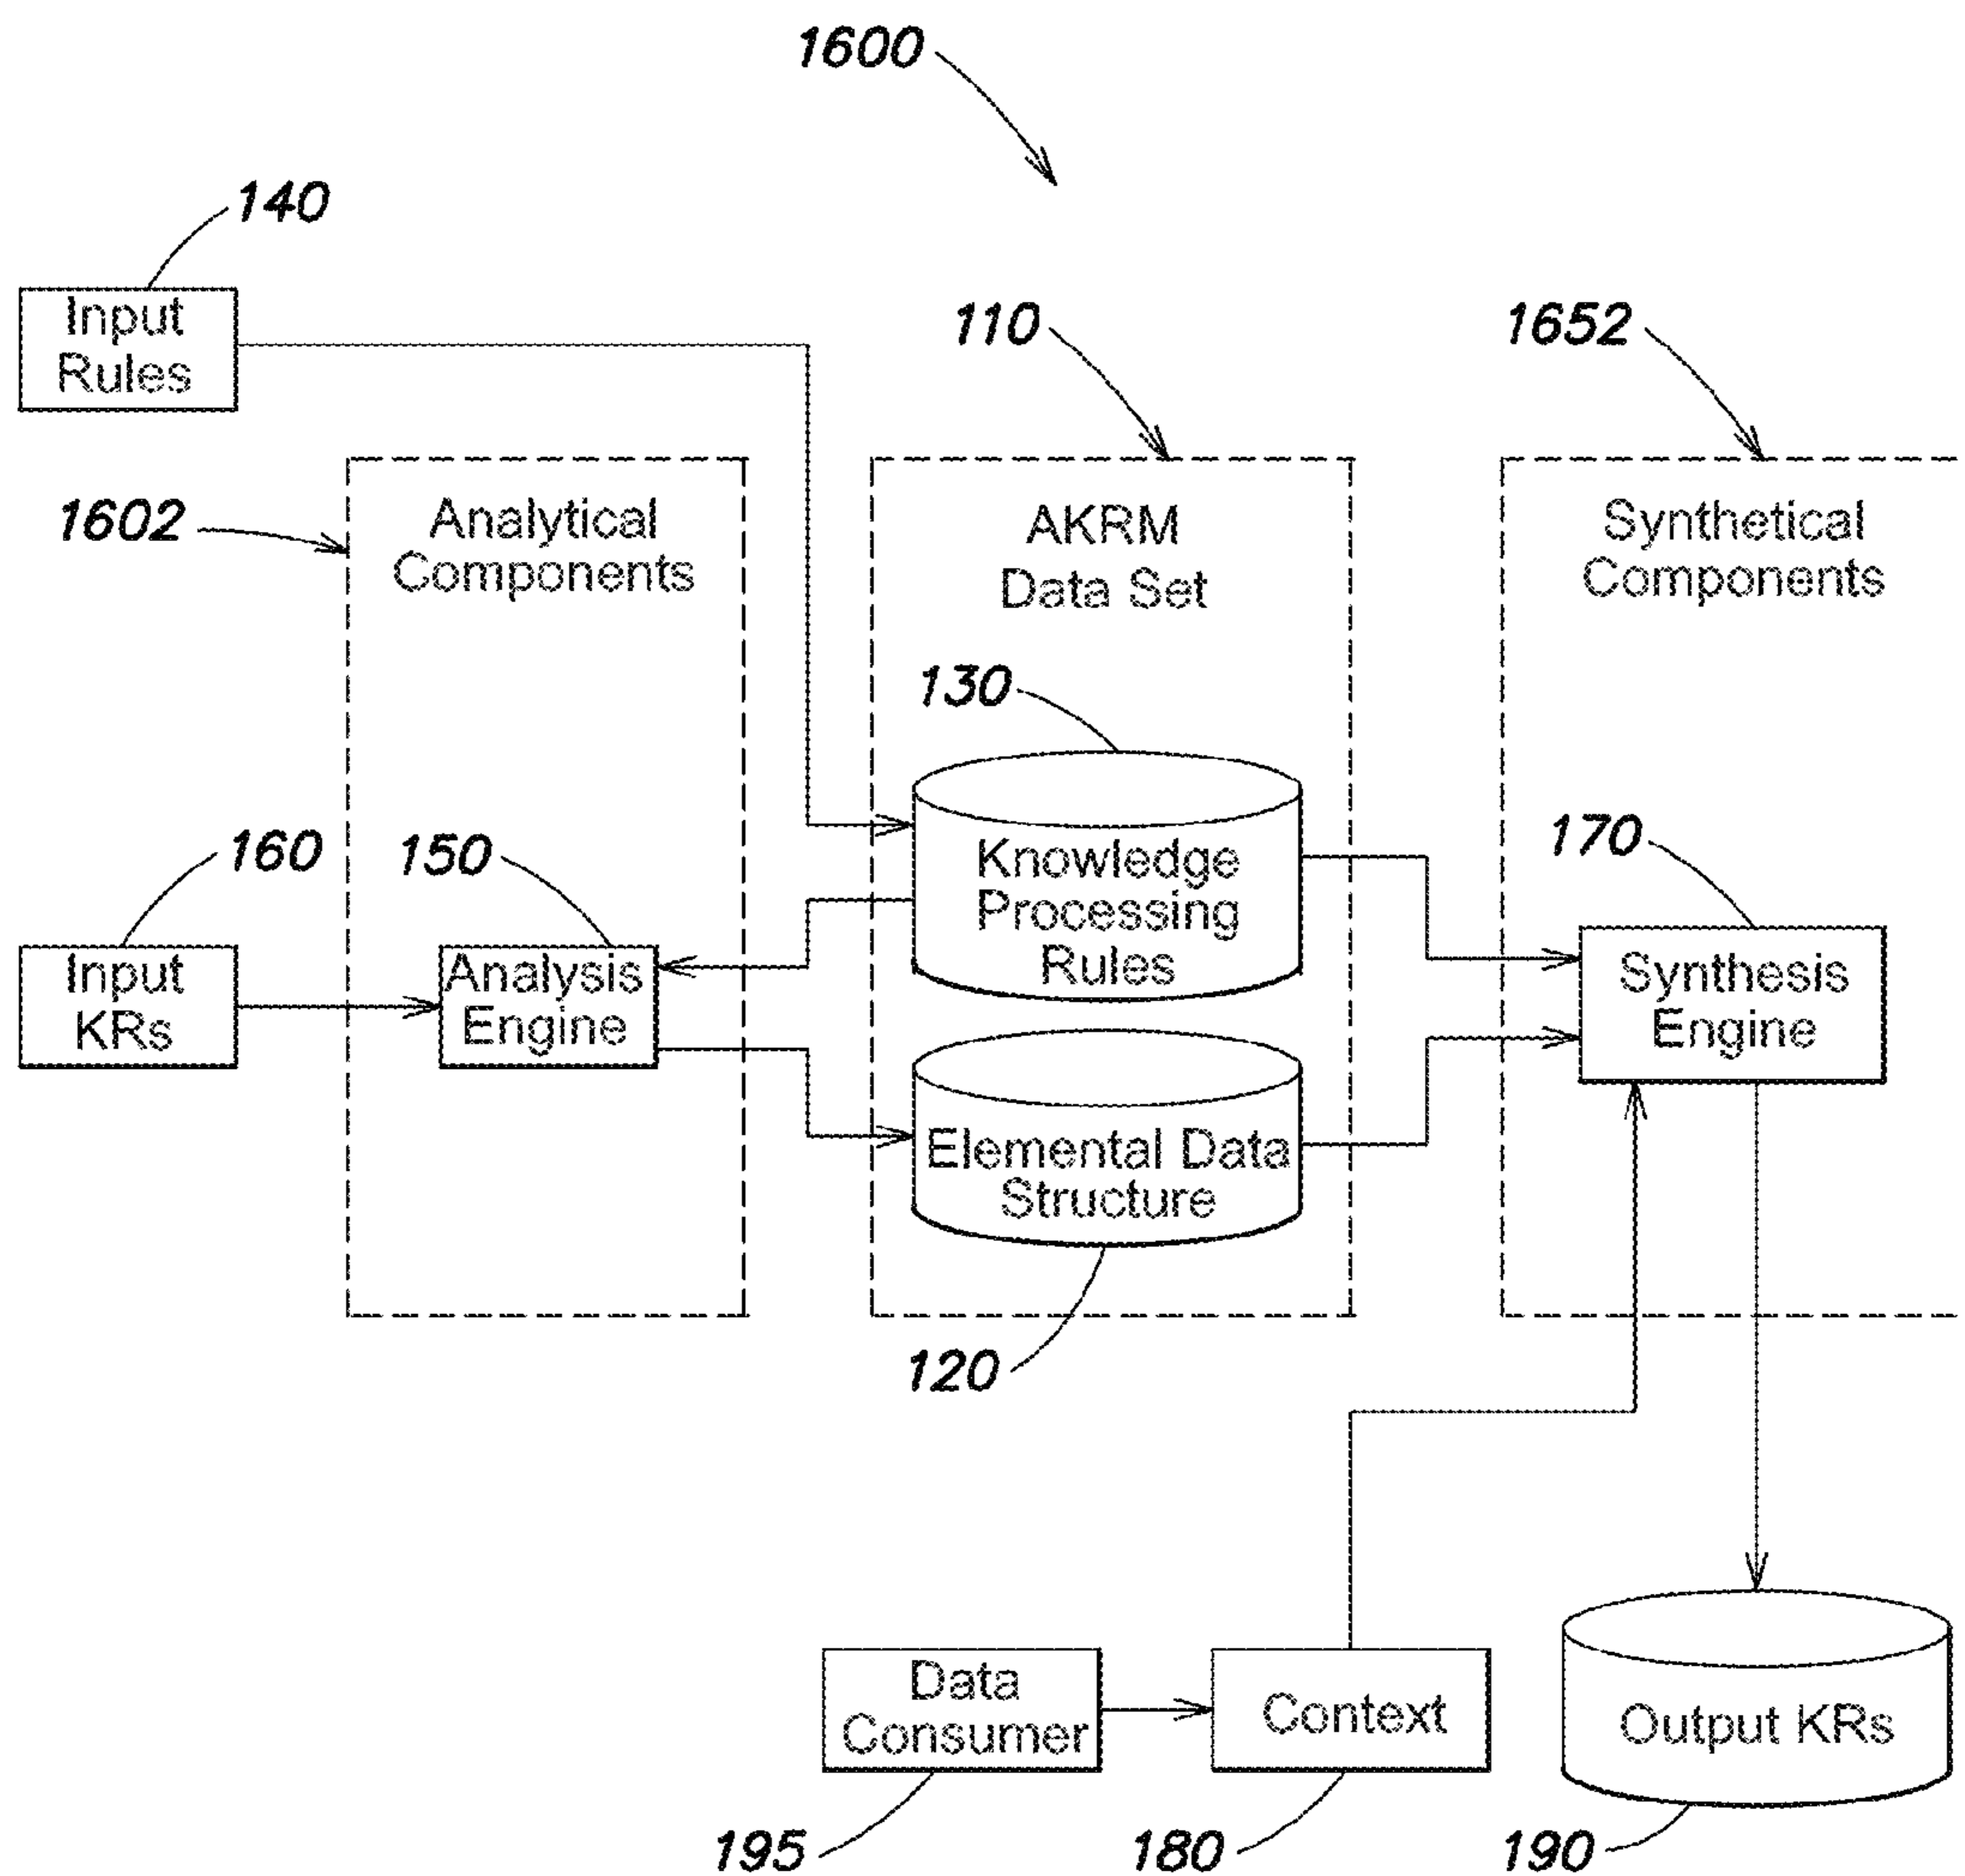 1600
140
Input
Rules
110
1652
1602
Analytical
Components
AKRM
Data Set
Synthetical
Components
130
Knowledge
Processing
Rules
160
Input
KRs
150
Analysis
Engine
170
Synthesis
Engine
Elemental Data
Structure
120
Data
Consumer
Context
Output KRs
195
180
190